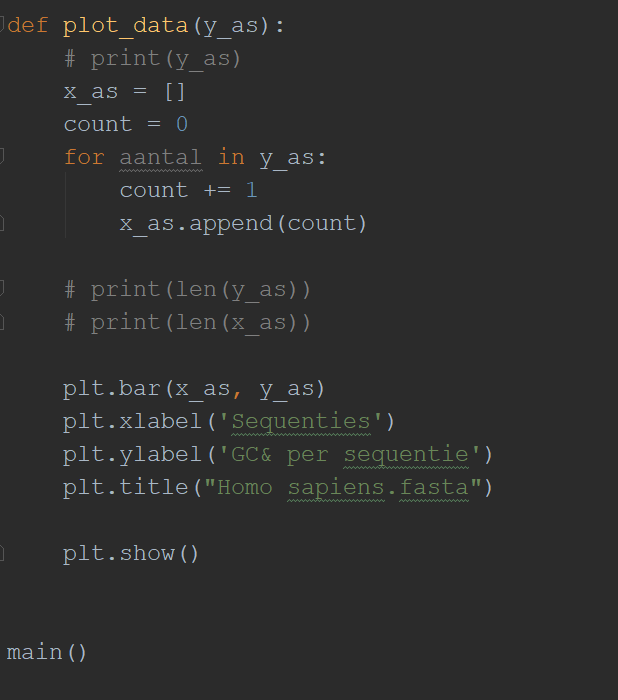 def plot_data(y_as):
    # print(y_as)
    x_as = []
    count = 0
    for aantal in y_as:
        count += 1
        x_as.append(count)
    # print(len(y_as))
    # print(len(x_as))
    plt.bar(x_as, y_as)
    plt.xlabel('Sequenties')
    plt.ylabel('GC& per sequentie')
    plt.title("Homo sapiens.fasta")
    plt.show()
main()